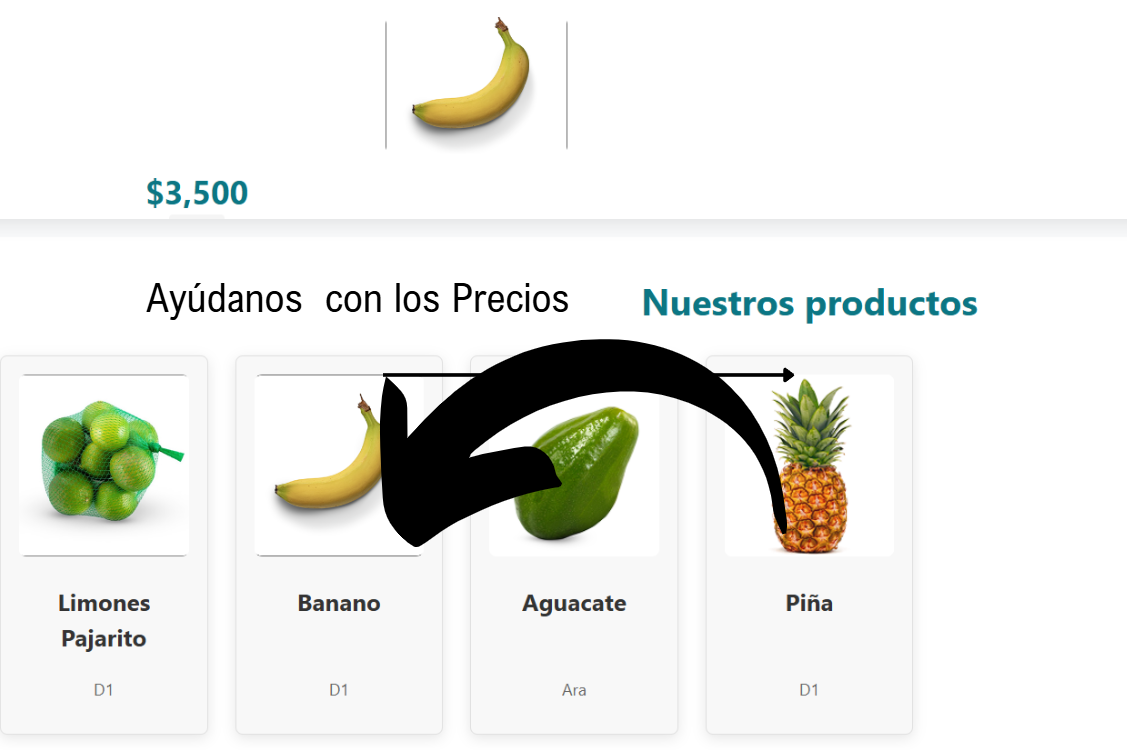 $3,500
Ayúdanos con los Precios
Nuestros productos
Limones
Pajarito
D1
Banano
D1
Aguacate
Ara
Piña
D1